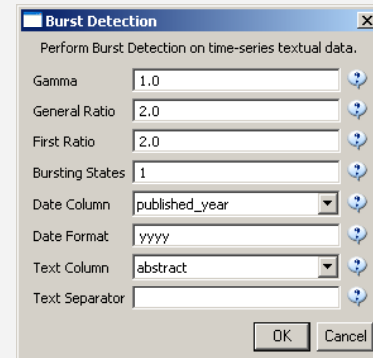 Burst Detection
Perform Burst Detection on time-series textual data.
Gamma 1.0
General Ratio 2.0
First Ratio 2.0
Bursting States 1
Date Column published_year
Date Format yyyy
Text Column abstract
Text Separator
OK Cancel